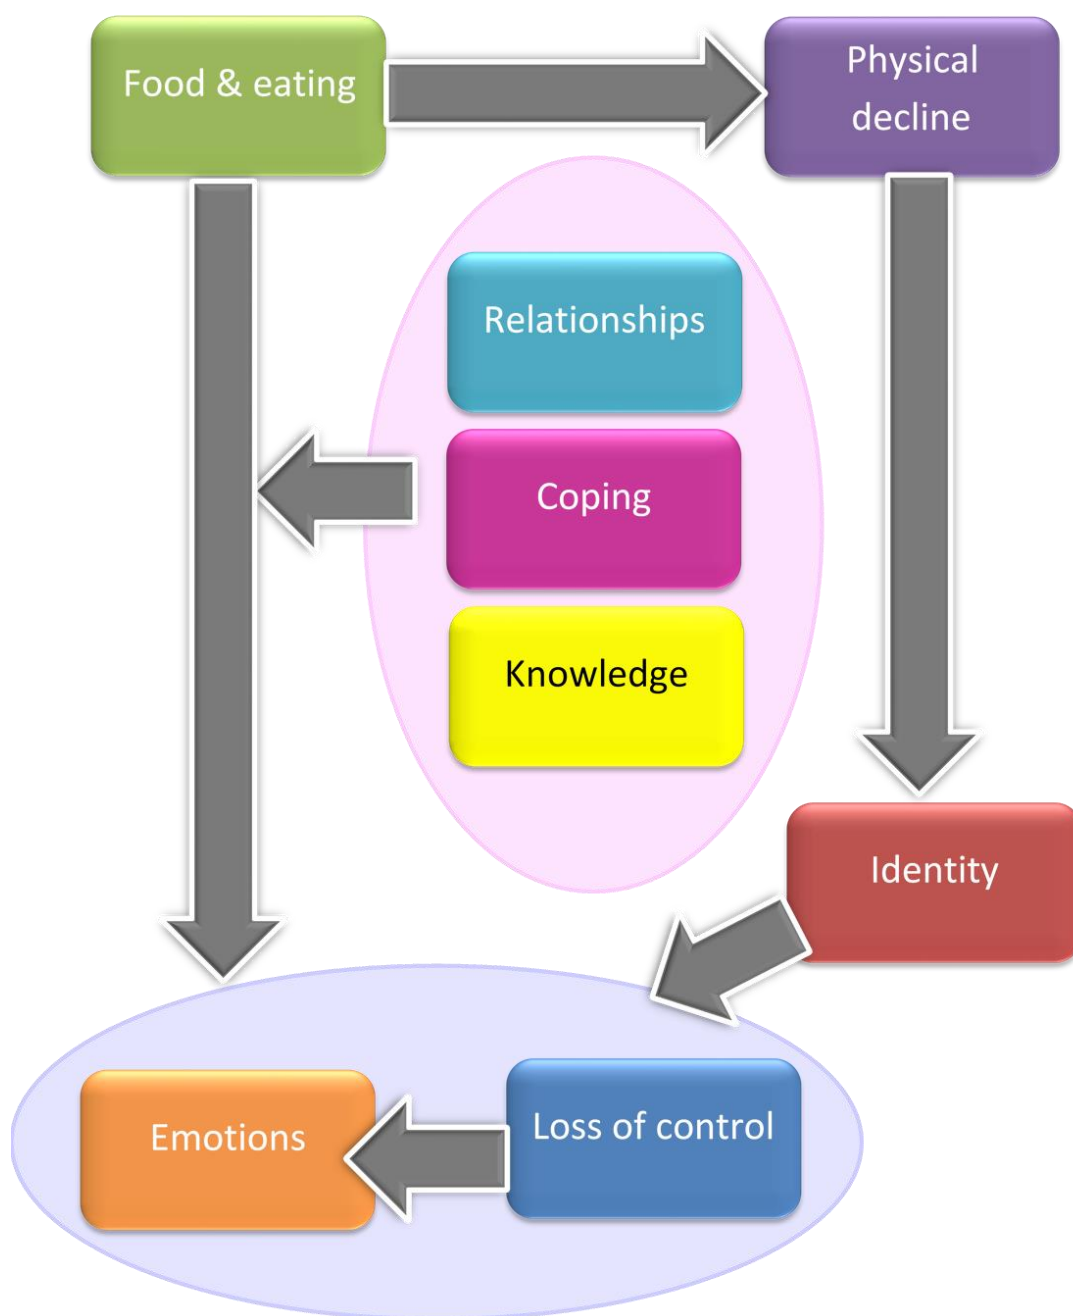 Food & eating
Physical
decline
Relationships
Coping
Knowledge
Identity
Emotions
Loss of control